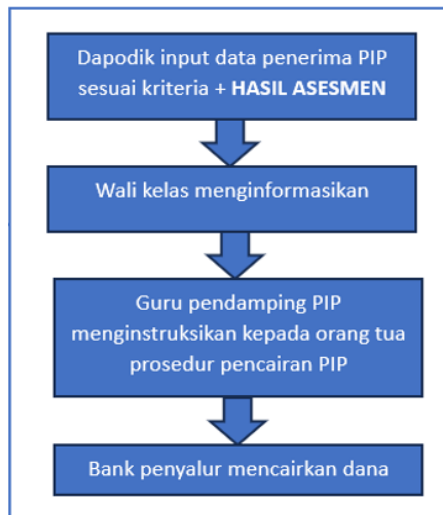 Dapodik input data penerima PIP
sesuai kriteria + HASIL ASESMEN
Wali kelas menginformasikan
Guru pendamping PIP
menginstruksikan kepada orang tua
prosedur pencairan PIP
Bank penyalur mencairkan dana